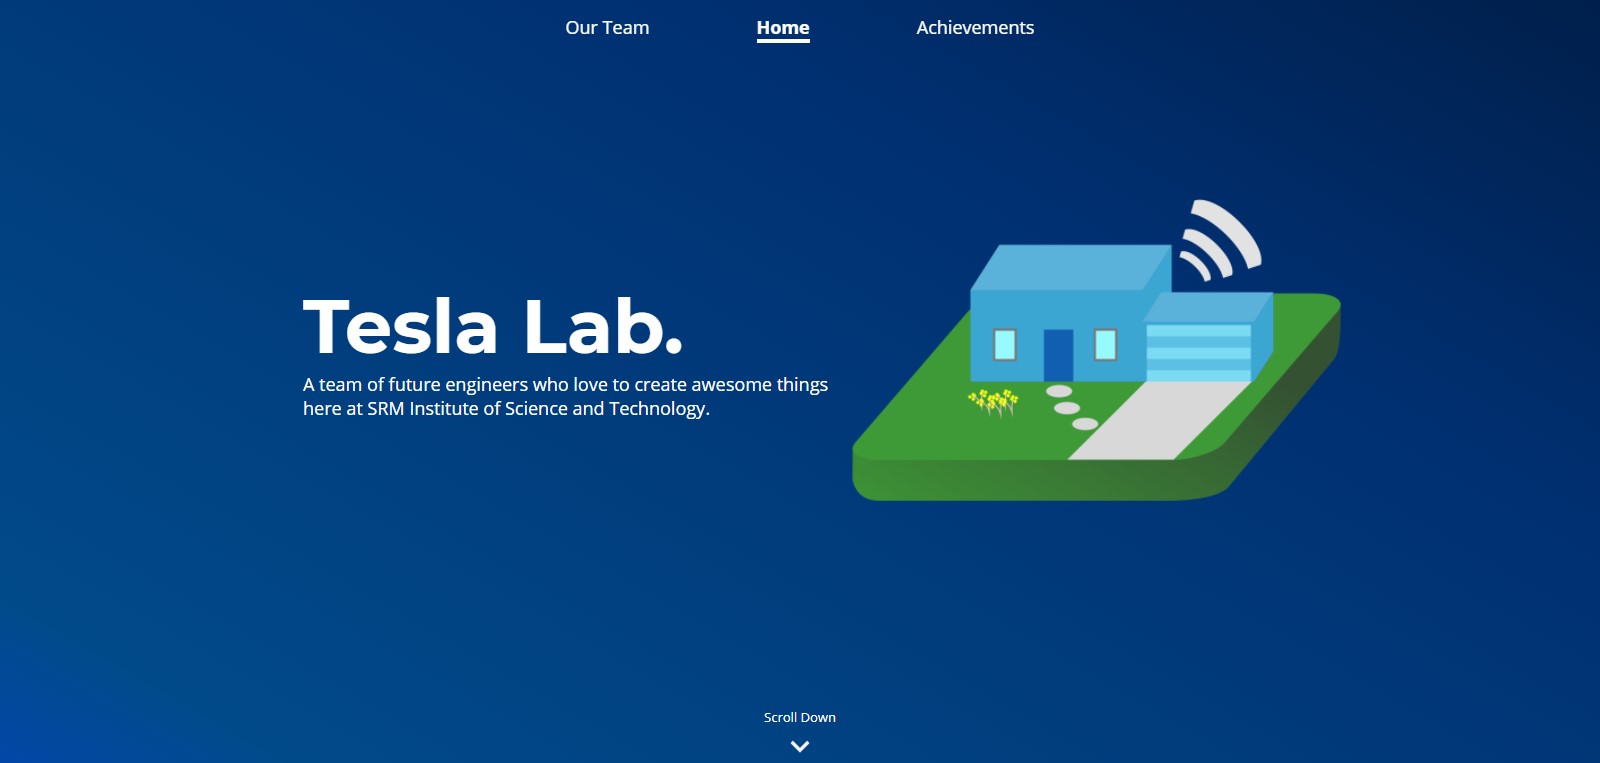 Our Team Home Achievements
Tesla Lab.
A team of future engineers who love to create awesome things
here at SRM Institute of Science and Technology.
Scroll Down